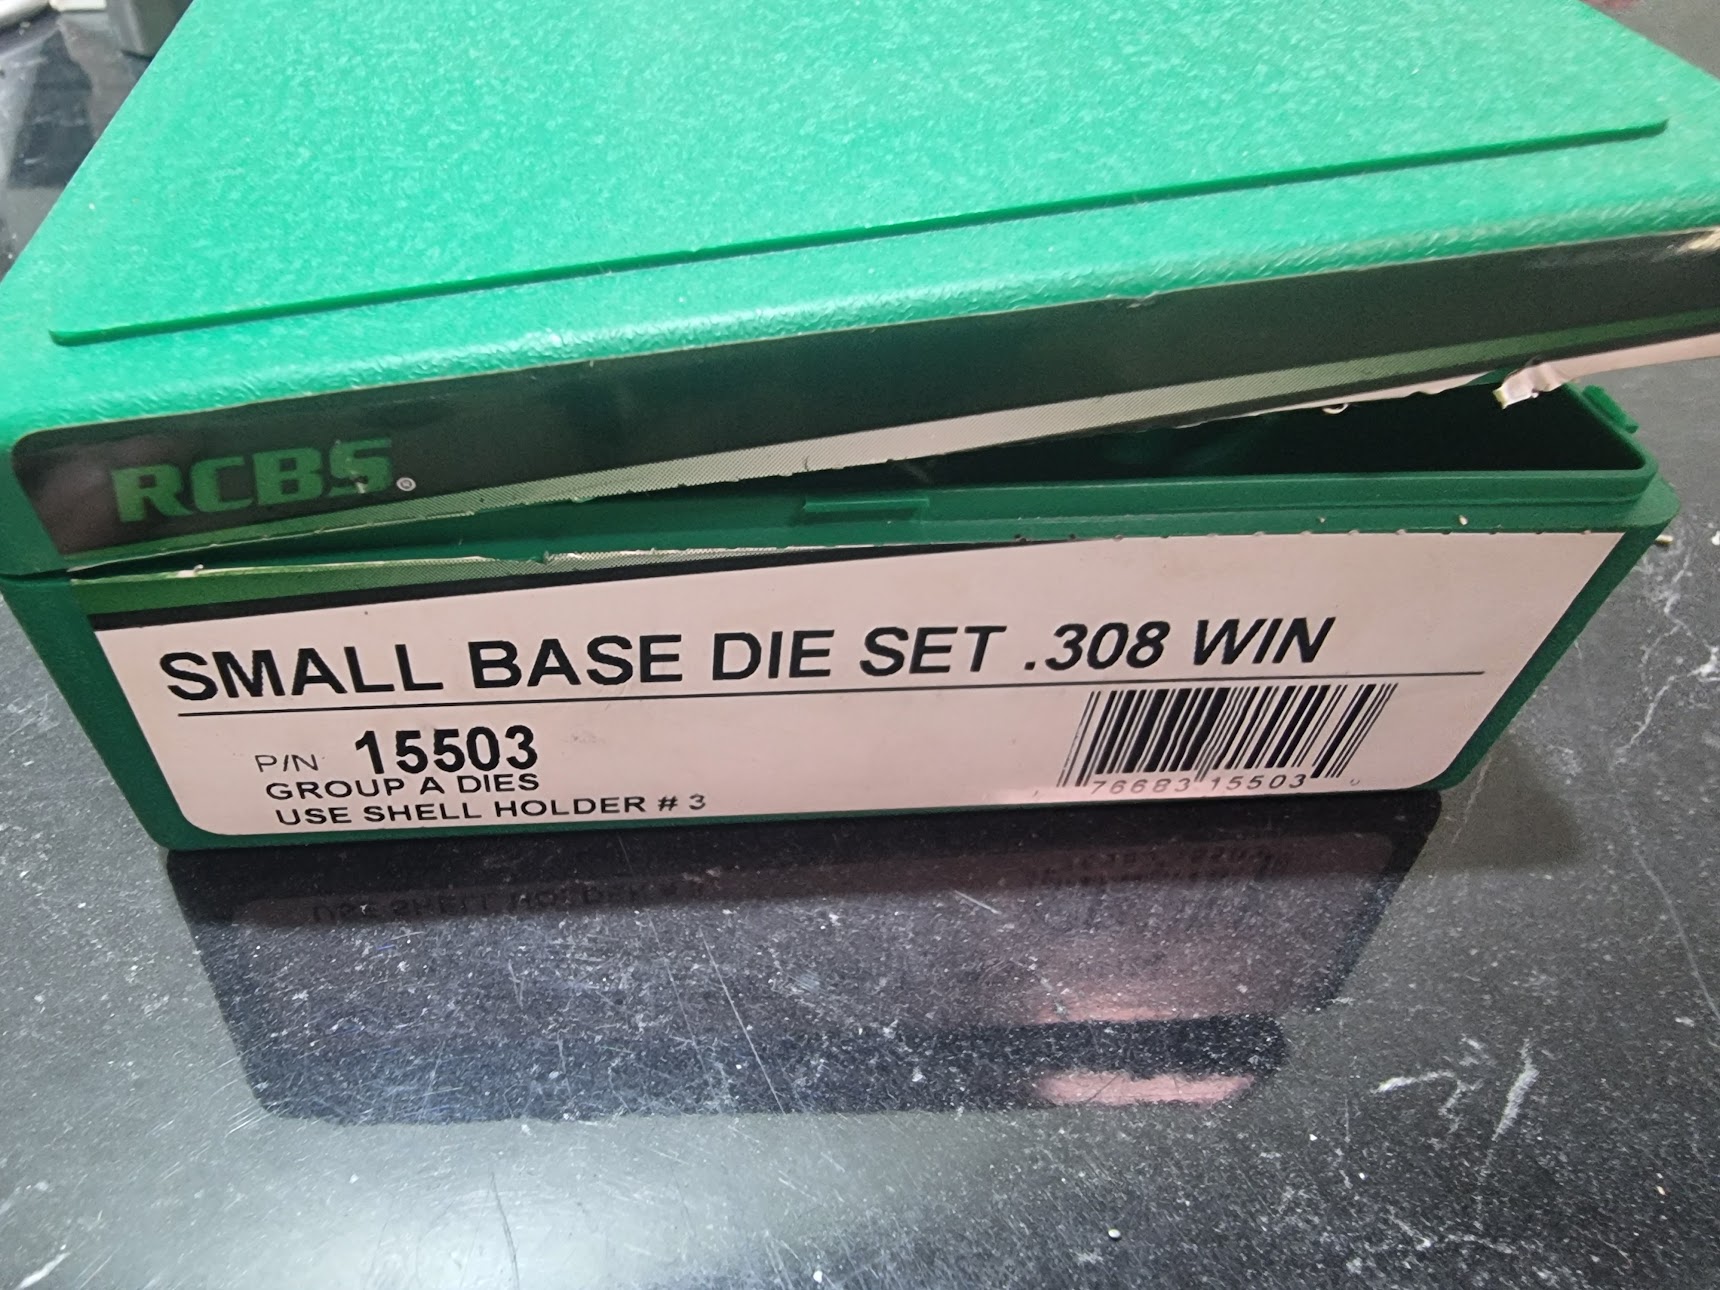 RCBS®
SMALL BASE DIE SET .308 WIN
P/N 15503
GROUP A DIES
USE SHELL HOLDER # 3
76683 15503